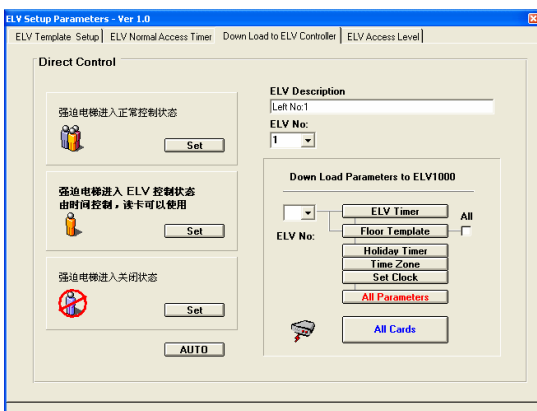 ELV Setup Parameters - Ver 1.0
ELV Template Setup ELV Normal Access Timer Down Load to ELV Controller ELV Access Level
Direct Control
强迫电梯进入正常控制状态
Set
强迫电梯进入 ELV 控制状态
由时间控制，读卡可以使用
Set
强迫电梯进入关闭状态
Set
AUTO
ELV Description
Left No:1
ELV No:
1
Down Load Parameters to ELV1000
ELV Timer
All
ELV No:
Floor Template
Holiday Timer
Time Zone
Set Clock
All Parameters
All Cards